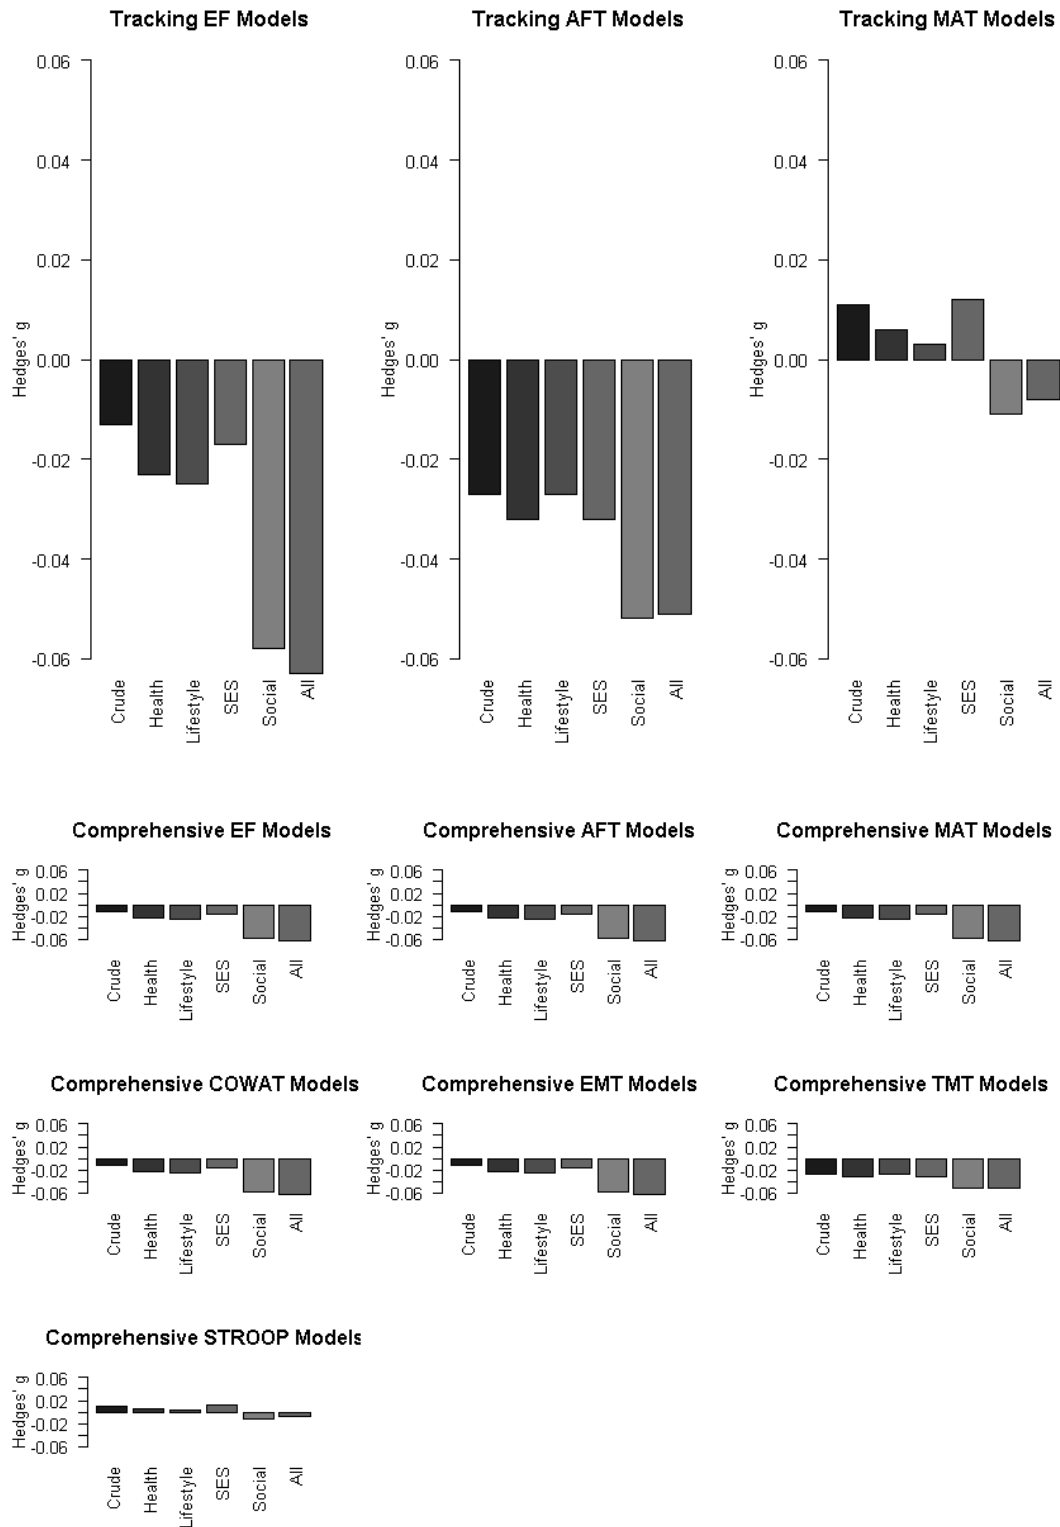 Tracking EF Models
Hedges' g
0.06
0.04
0.02
0.00
-0.02
-0.04
-0.06
Crude
Health
Lifestyle
SES
Social
All
Tracking AFT Models
Hedges' g
0.06
0.04
0.02
0.00
-0.02
-0.04
-0.06
Crude
Health
Lifestyle
SES
Social
All
Tracking MAT Models
Hedges' g
0.06
0.04
0.02
0.00
-0.02
-0.04
-0.06
Crude
Health
Lifestyle
SES
Social
All
Comprehensive EF Models
Hedges' g
0.06
0.02
-0.02
-0.06
Crude
Health
Lifestyle
SES
Social
All
Comprehensive AFT Models
Hedges' g
0.06
0.02
-0.02
-0.06
Crude
Health
Lifestyle
SES
Social
All
Comprehensive MAT Models
Hedges' g
0.06
0.02
-0.02
-0.06
Crude
Health
Lifestyle
SES
Social
All
Comprehensive COWAT Models
Hedges' g
0.06
0.02
-0.02
-0.06
Crude
Health
Lifestyle
SES
Social
All
Comprehensive EMT Models
Hedges' g
0.06
0.02
-0.02
-0.06
Crude
Health
Lifestyle
SES
Social
All
Comprehensive TMT Models
Hedges' g
0.06
0.02
-0.02
-0.06
Crude
Health
Lifestyle
SES
Social
All
Comprehensive STROOP Models
Hedges' g
0.06
0.02
-0.02
-0.06
Crude
Health
Lifestyle
SES
Social
All